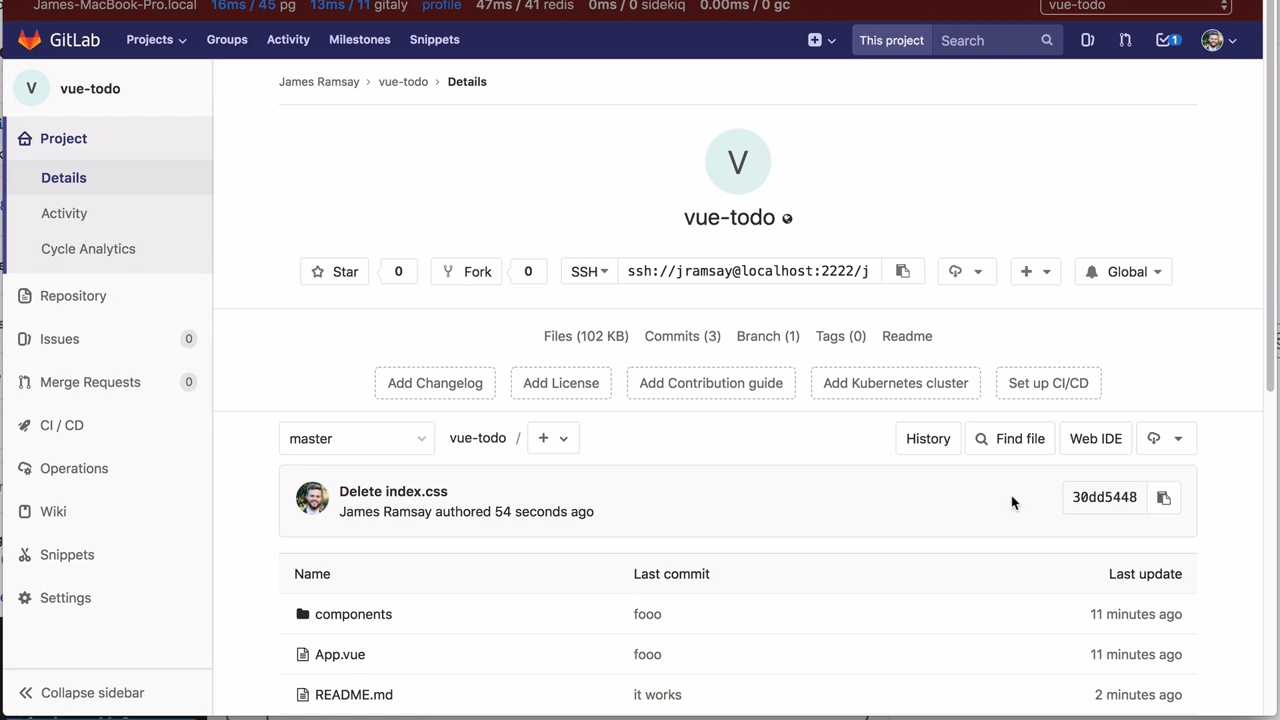 James-MacBook-Pro.local 16ms / 45 pg 13ms / 11 gitaly profile 47ms / 41 redis 0ms / 0 sidekiq 0.00ms / 0 gc vue-todo
GitLab Projects Groups Activity Milestones Snippets This project Search 1
V vue-todo
James Ramsay > vue-todo > Details
Project
Details
Activity
Cycle Analytics
Repository
Issues 0
Merge Requests 0
CI / CD
Operations
Wiki
Snippets
Settings
Collapse sidebar
V
vue-todo
Star 0 Fork 0 SSH ssh://jramsay@localhost:2222/j + Global
Files (102 KB) Commits (3) Branch (1) Tags (0) Readme
Add Changelog Add License Add Contribution guide Add Kubernetes cluster Set up CI/CD
master vue-todo / + History Find file Web IDE
Delete index.css
James Ramsay authored 54 seconds ago
30dd5448
Name Last commit Last update
components fooo 11 minutes ago
App.vue fooo 11 minutes ago
README.md it works 2 minutes ago